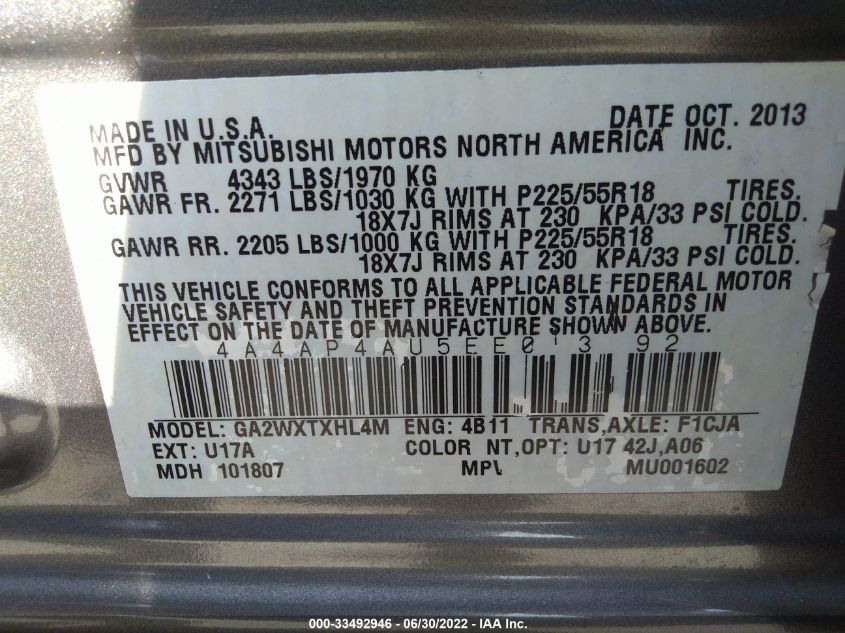 MADE IN U.S.A. DATE OCT. 2013
MFD BY MITSUBISHI MOTORS NORTH AMERICA INC.
GVWR 4343 LBS/1970 KG
GAWR FR. 2271 LBS/1030 KG WITH P225/55R18 TIRES.
18X7J RIMS AT 230 KPA/33 PSI COLD.
GAWR RR. 2205 LBS/1000 KG WITH P225/55R18 TIRES.
18X7J RIMS AT 230 KPA/33 PSI COLD.
THIS VEHICLE CONFORMS TO ALL APPLICABLE FEDERAL MOTOR
VEHICLE SAFETY AND THEFT PREVENTION STANDARDS IN
EFFECT ON THE DATE OF MANUFACTURE SHOWN ABOVE.
4A4AP4AU5EE0 3 92
MODEL: GA2WXTXHL4M ENG: 4B11 TRANS,AXLE: F1CJA
EXT: U17A COLOR NT,OPT: U17 42J,A06
MDH 101807 MU001602
000-33492946 - 06/30/2022 - IAA Inc.